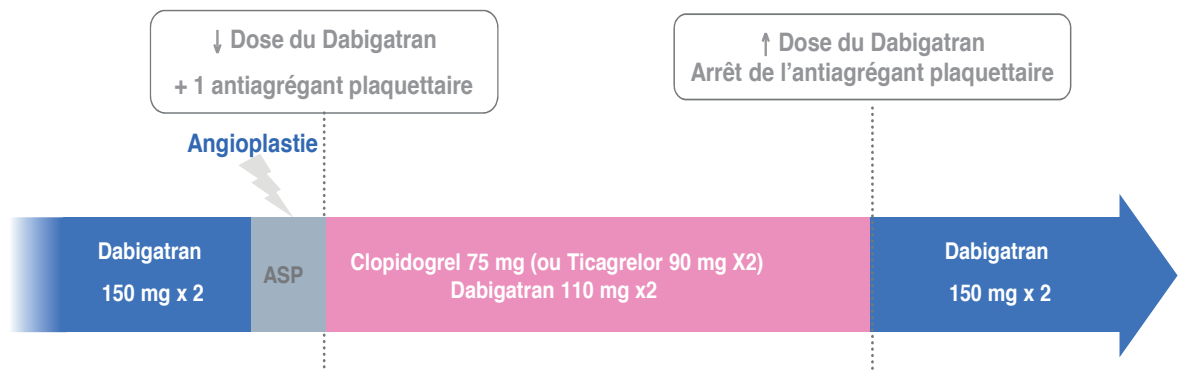 ↓ Dose du Dabigatran
+ 1 antiagrégant plaquettaire
↑ Dose du Dabigatran
Arrêt de l’antiagrégant plaquettaire
Angioplastie
Dabigatran
150 mg x 2
ASP
Clopidogrel 75 mg (ou Ticagrelor 90 mg X2)
Dabigatran 110 mg x2
Dabigatran
150 mg x 2